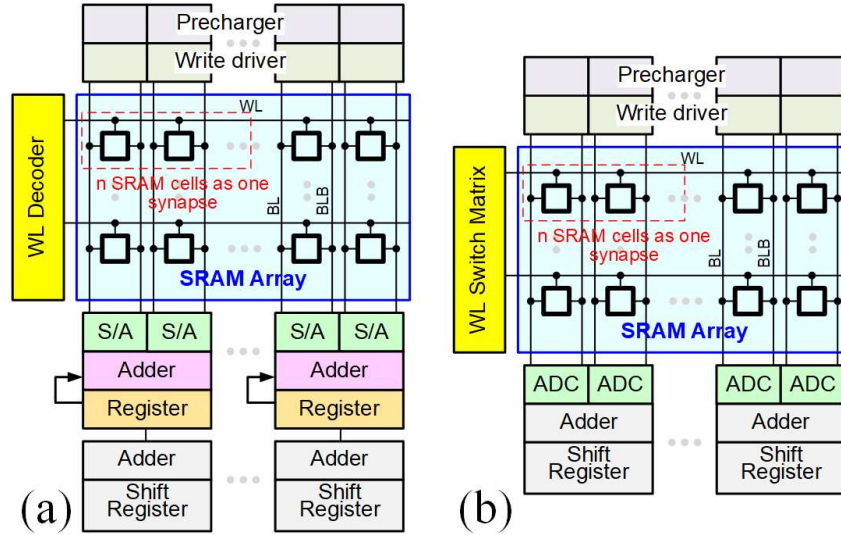 Precharger
Write driver
WL Decoder
WL
n SRAM cells as one
synapse
BL
BLB
SRAM Array
S/A
S/A
S/A
S/A
Adder
Adder
Register
Register
Adder
Adder
Shift
Register
Shift
Register
(a)
Precharger
Write driver
WL Switch Matrix
WL
n SRAM cells as one
synapse
BL
BLB
SRAM Array
ADC
ADC
ADC
ADC
Adder
Adder
Shift
Register
Shift
Register
(b)